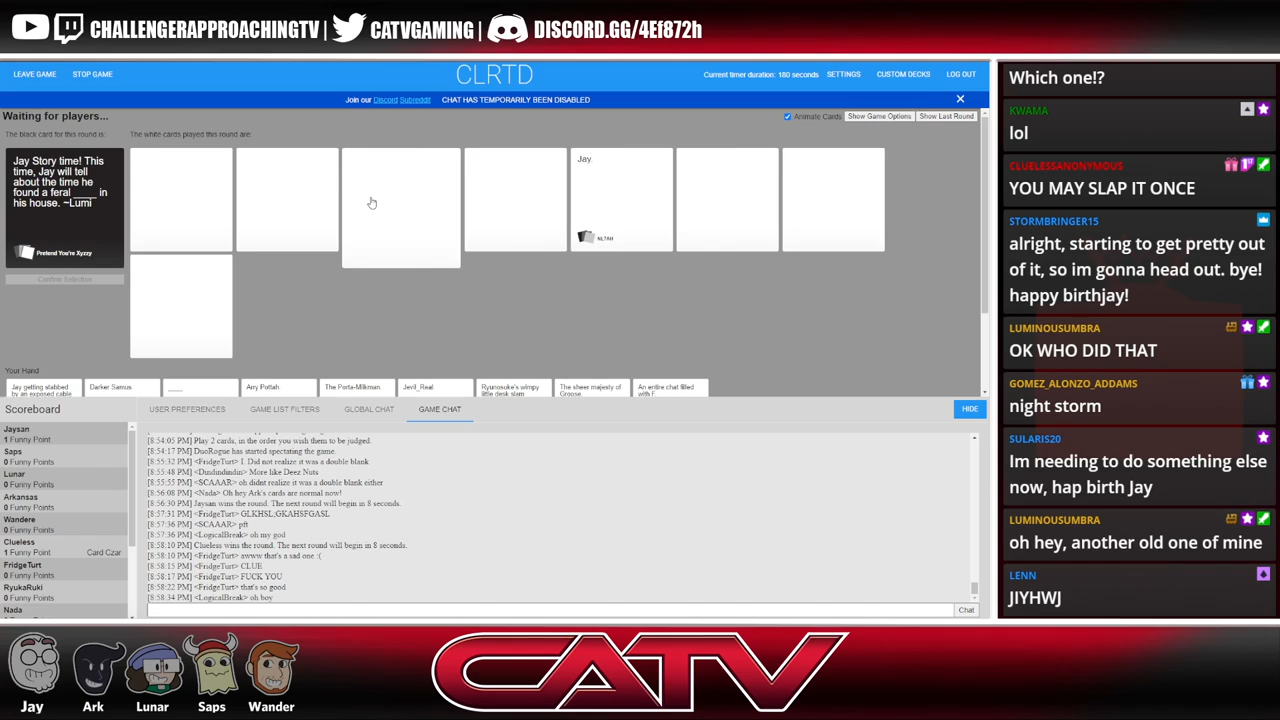 CHALLENGERAPPROACHINGTV | CATVGAMING | DISCORD.GG/4Ef872h
LEAVE GAME STOP GAME
CLRTD
Current timer duration: 180 seconds SETTINGS CUSTOM DECKS LOG OUT
Join our Discord Subreddit CHAT HAS TEMPORARILY BEEN DISABLED
Waiting for players...
Animate Cards Show Game Options Show Last Round
The black card for this round is:
The white cards played this round are:
Jay Story time! This
time, Jay will tell
about the time he
found a feral ____ in
his house. ~Lumi
Pretend You're Xyzzy
Confirm Selection
Jay.
Your Hand
Jay getting stabbed
by an exposed cable
Darker Samus
____
Arry Pottah
The Porta-Milkman.
Jevil_Real
Ryunosuke's wimpy
little desk slam
The sheer majesty of
Groose.
An entire chat filled
with F.
Scoreboard
Jaysan
1 Funny Point
Saps
0 Funny Points
Lunar
0 Funny Points
Arkansas
0 Funny Points
Wandere
0 Funny Points
Clueless
1 Funny Point Card Czar
FridgeTurt
0 Funny Points
RyukaRuki
0 Funny Points
Nada
0 Funny Points
USER PREFERENCES GAME LIST FILTERS GLOBAL CHAT GAME CHAT HIDE
[8:54:05 PM] Play 2 cards, in the order you wish them to be judged.
[8:54:17 PM] DuoRogue has started spectating the game.
[8:55:32 PM] <FridgeTurt> I. Did not realize it was a double blank
[8:55:48 PM] <Dundindindin> More like Deez Nuts
[8:55:55 PM] <SCAAAR> oh didnt realize it was a double blank either
[8:56:08 PM] <Nada> Oh hey Ark's cards are normal now!
[8:56:30 PM] Jaysan wins the round. The next round will begin in 8 seconds.
[8:57:31 PM] <FridgeTurt> GLKHSL;GKAHSFGASL
[8:57:36 PM] <SCAAAR> pft
[8:57:36 PM] <LogicalBreak> oh my god
[8:58:10 PM] Clueless wins the round. The next round will begin in 8 seconds.
[8:58:10 PM] <FridgeTurt> awww that's a sad one :(
[8:58:15 PM] <FridgeTurt> CLUE
[8:58:17 PM] <FridgeTurt> FUCK YOU
[8:58:22 PM] <FridgeTurt> that's so good
[8:58:34 PM] <LogicalBreak> oh boy
Chat
Which one!?
KWAMA
lol
CLUELESSANONYMOUS
YOU MAY SLAP IT ONCE
STORMBRINGER15
alright, starting to get pretty out
of it, so im gonna head out. bye!
happy birthjay!
LUMINOUSUMBRA
OK WHO DID THAT
GOMEZ_ALONZO_ADDAMS
night storm
SULARIS20
Im needing to do something else
now, hap birth Jay
LUMINOUSUMBRA
oh hey, another old one of mine
LENN
JIYHWJ
Jay Ark Lunar Saps Wander
CATV